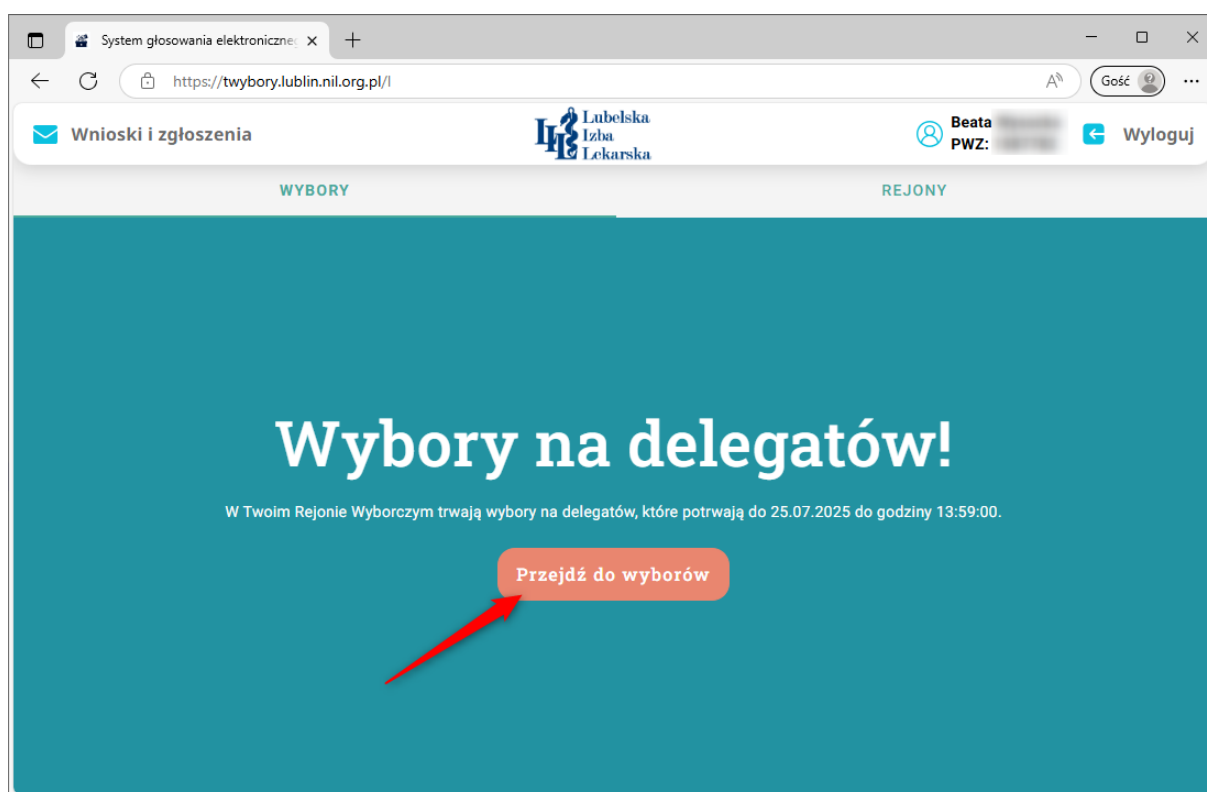 System głosowania elektroniczne
https://twybory.lublin.nil.org.pl/l
Gość
Wnioski i zgłoszenia
Lubelska
Izba
Lekarska
Beata
PWZ:
Wyloguj
WYBORY
REJONY
Wybory na delegatów!
W Twoim Rejonie Wyborczym trwają wybory na delegatów, które potrwają do 25.07.2025 do godziny 13:59:00.
Przejdź do wyborów